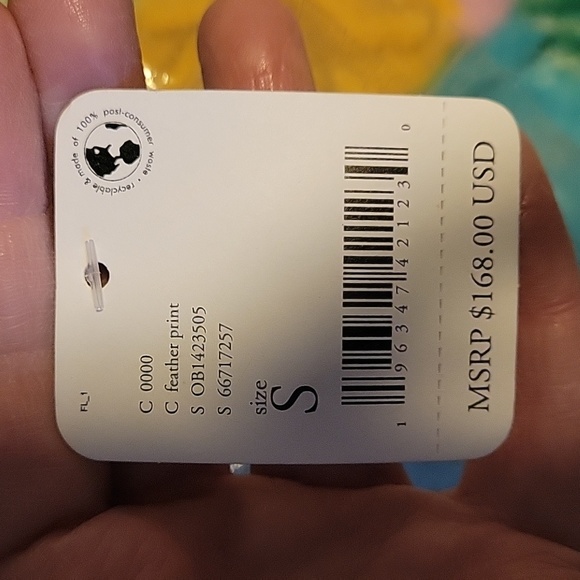 recyclable & made of 100% post-consumer waste •
FL_1
C 0000
C feather print
S OB1423505
S 66717257
size
S
1 96347 42123 0
MSRP $168.00 USD